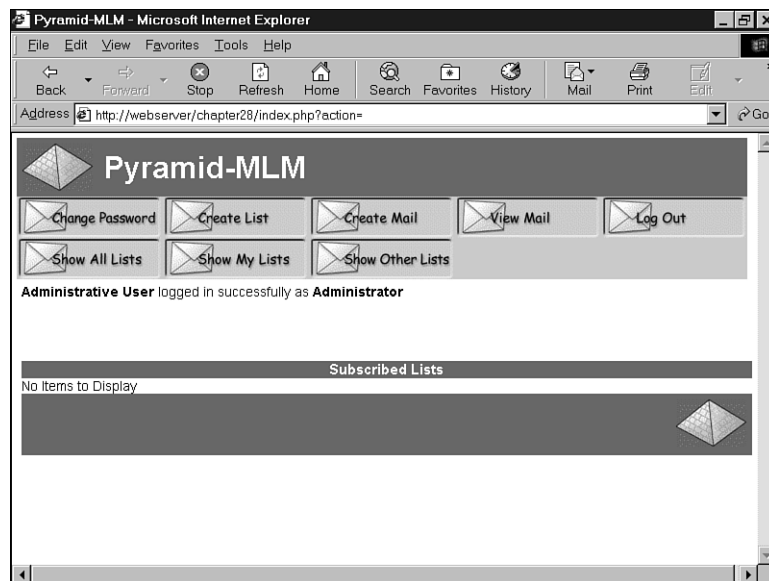 Pyramid-MLM - Microsoft Internet Explorer
File Edit View Favorites Tools Help
Back Forward Stop Refresh Home Search Favorites History Mail Print Edit
Address http://webserver/chapter28/index.php?action= Go
Pyramid-MLM
Change Password Create List Create Mail View Mail Log Out
Show All Lists Show My Lists Show Other Lists
Administrative User logged in successfully as Administrator
Subscribed Lists
No Items to Display